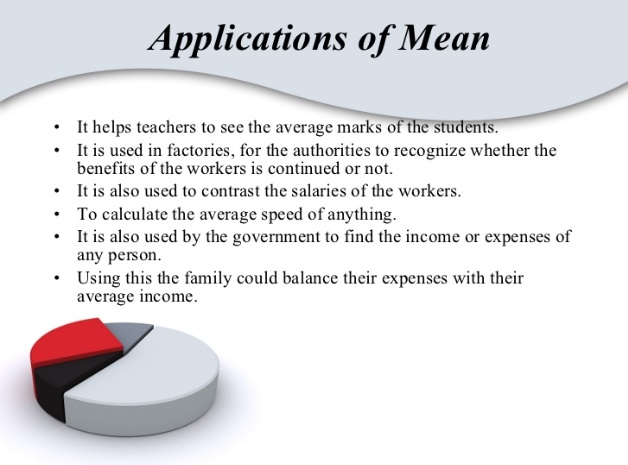 Applications of Mean
• It helps teachers to see the average marks of the students.
• It is used in factories, for the authorities to recognize whether the
benefits of the workers is continued or not.
• It is also used to contrast the salaries of the workers.
• To calculate the average speed of anything.
• It is also used by the government to find the income or expenses of
any person.
• Using this the family could balance their expenses with their
average income.